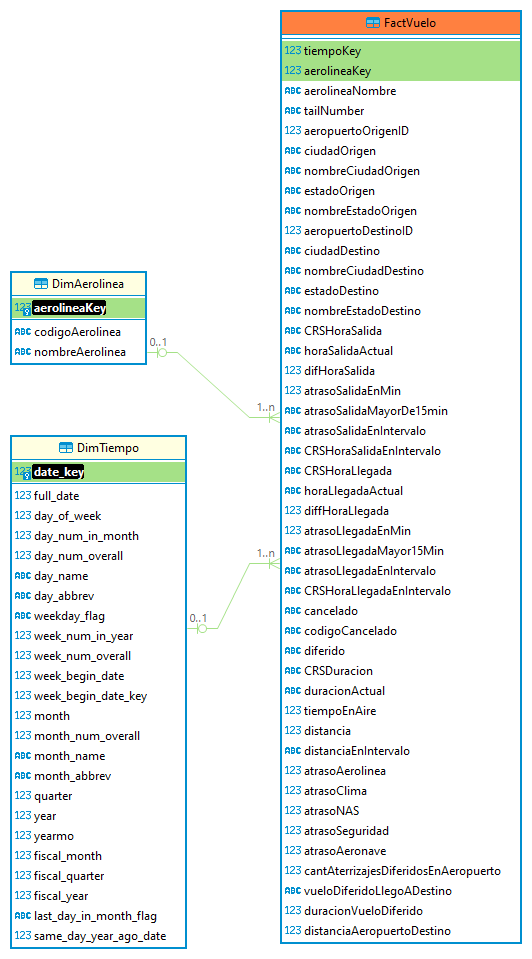 FactVuelo
123 tiempoKey
123 aerolineaKey
ABC aerolineaNombre
ABC tailNumber
123 aeropuertoOrigenID
ABC ciudadOrigen
ABC nombreCiudadOrigen
ABC estadoOrigen
ABC nombreEstadoOrigen
123 aeropuertoDestinoID
ABC ciudadDestino
ABC nombreCiudadDestino
ABC estadoDestino
ABC nombreEstadoDestino
ABC CRSHoraSalida
ABC horaSalidaActual
123 difHoraSalida
123 atrasoSalidaEnMin
ABC atrasoSalidaMayorDe15min
ABC atrasoSalidaEnIntervalo
ABC CRSHoraSalidaEnIntervalo
ABC CRSHoraLlegada
ABC horaLlegadaActual
123 diffHoraLlegada
123 atrasoLlegadaEnMin
ABC atrasoLlegadaMayor15Min
ABC atrasoLlegadaEnIntervalo
ABC CRSHoraLlegadaEnIntervalo
ABC cancelado
ABC codigoCancelado
ABC diferido
123 CRSDuracion
123 duracionActual
123 tiempoEnAire
123 distancia
ABC distanciaEnIntervalo
123 atrasoAerolinea
123 atrasoClima
123 atrasoNAS
123 atrasoSeguridad
123 atrasoAeronave
123 cantAterrizajesDiferidosEnAeropuerto
ABC vueloDiferidoLlegoADestino
123 duracionVueloDiferido
123 distanciaAeropuertoDestino
DimAerolinea
123 aerolineaKey
ABC codigoAerolinea
ABC nombreAerolinea
0..1
1..n
DimTiempo
123 date_key
123 full_date
123 day_of_week
123 day_num_in_month
123 day_num_overall
ABC day_name
ABC day_abbrev
ABC weekday_flag
123 week_num_in_year
123 week_num_overall
123 week_begin_date
123 week_begin_date_key
123 month
123 month_num_overall
ABC month_name
ABC month_abbrev
123 quarter
123 year
123 yearmo
123 fiscal_month
123 fiscal_quarter
123 fiscal_year
ABC last_day_in_month_flag
123 same_day_year_ago_date
0..1
1..n